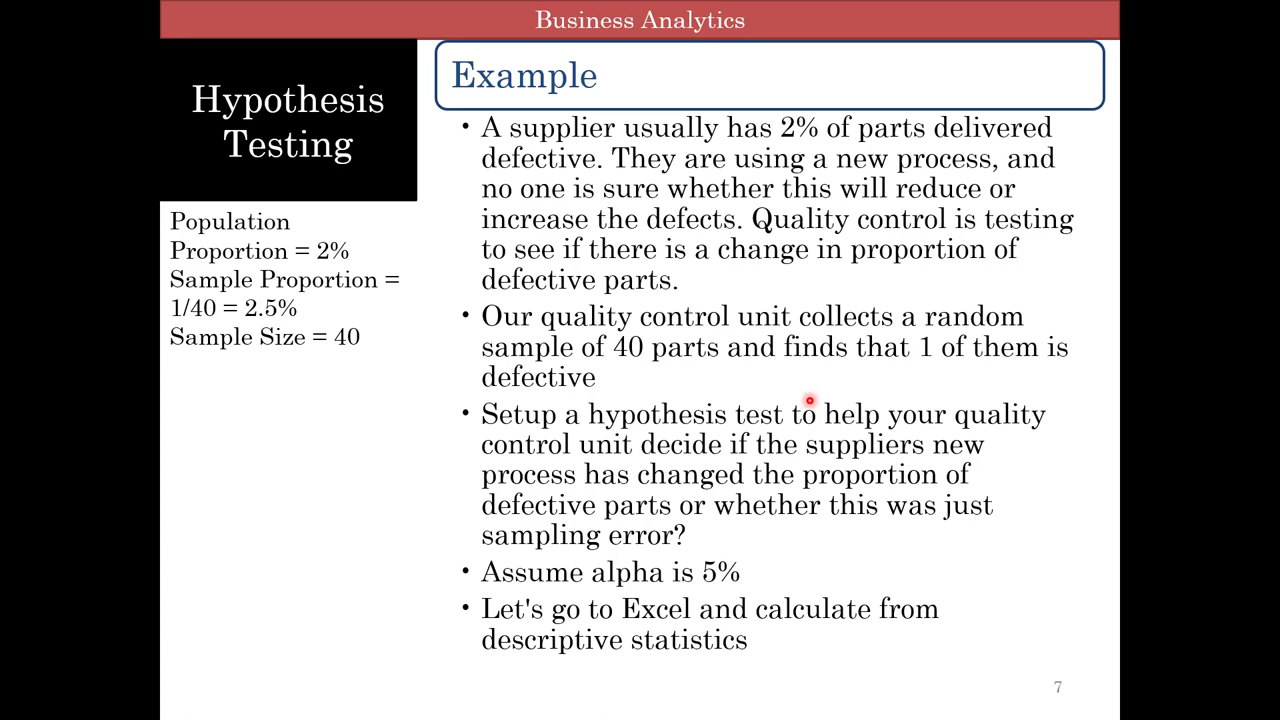 Business Analytics
Hypothesis
Testing
Population
Proportion = 2%
Sample Proportion =
1/40 = 2.5%
Sample Size = 40
Example
• A supplier usually has 2% of parts delivered
defective. They are using a new process, and
no one is sure whether this will reduce or
increase the defects. Quality control is testing
to see if there is a change in proportion of
defective parts.
• Our quality control unit collects a random
sample of 40 parts and finds that 1 of them is
defective
• Setup a hypothesis test to help your quality
control unit decide if the suppliers new
process has changed the proportion of
defective parts or whether this was just
sampling error?
• Assume alpha is 5%
• Let's go to Excel and calculate from
descriptive statistics
7